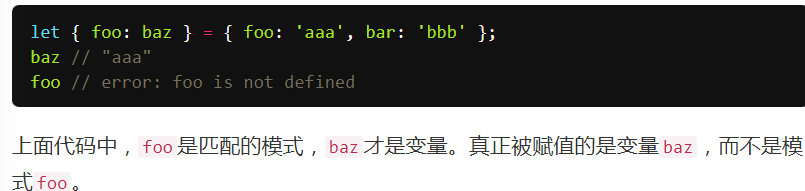 let { foo: baz } = { foo: 'aaa', bar: 'bbb' };
baz // "aaa"
foo // error: foo is not defined
上面代码中，foo是匹配的模式，baz才是变量。真正被赋值的是变量baz，而不是模
式foo。